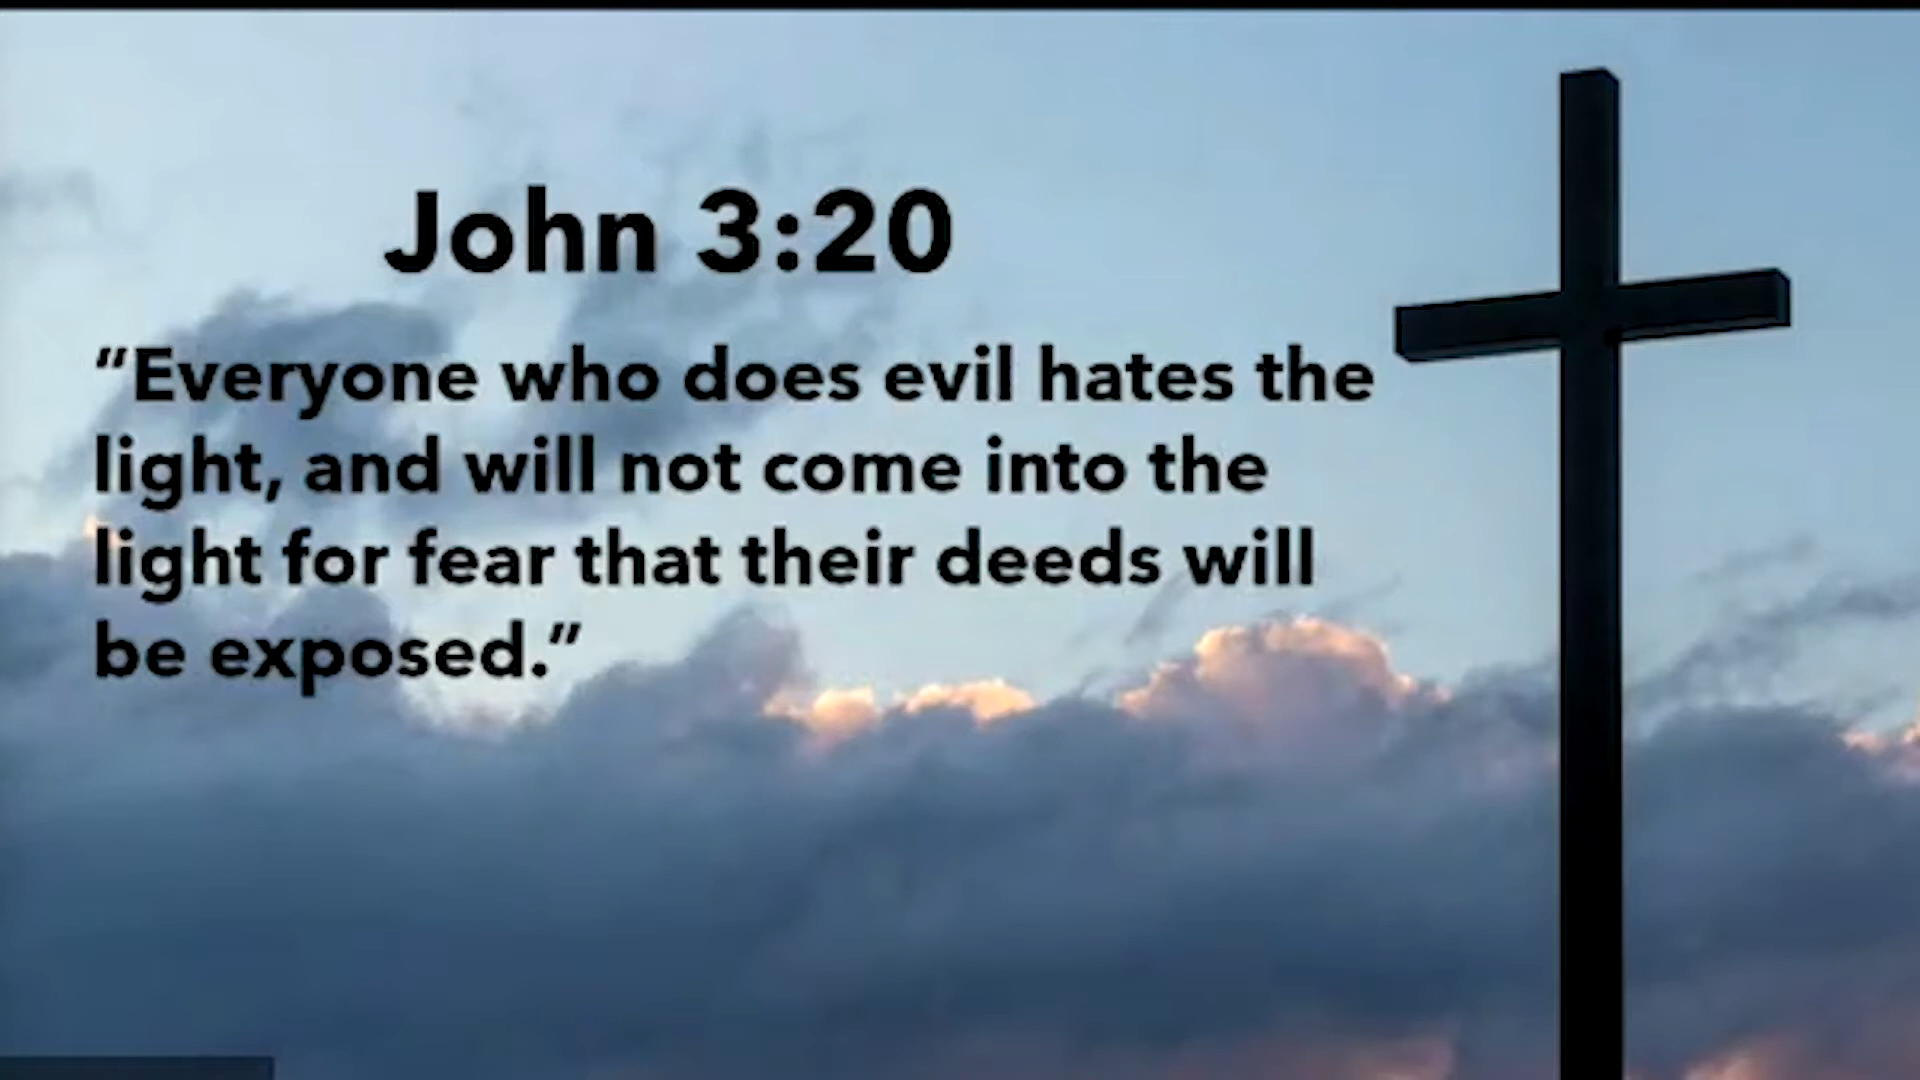 John 3:20
“Everyone who does evil hates the
light, and will not come into the
light for fear that their deeds will
be exposed.”